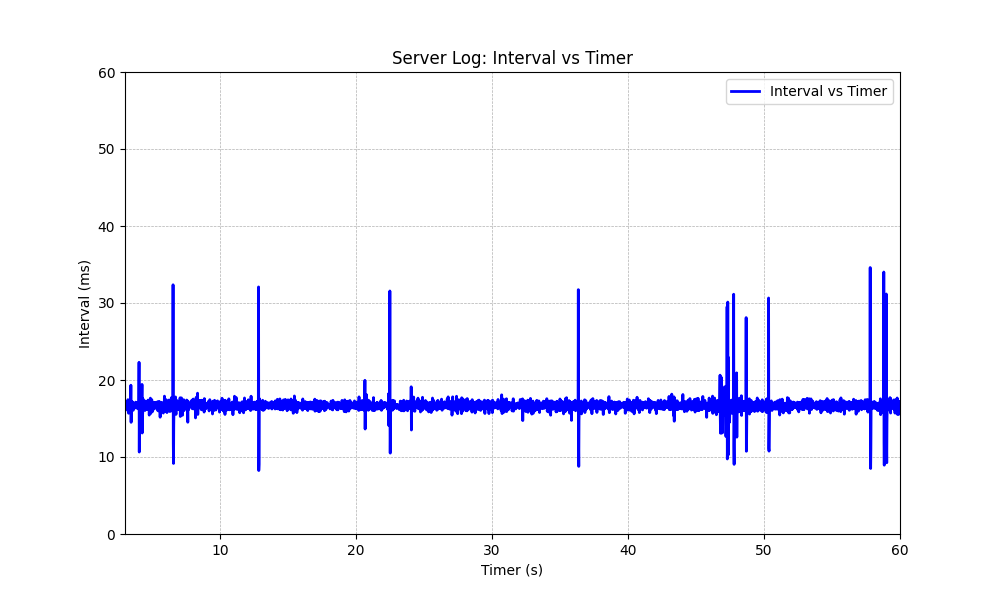 Server Log: Interval vs Timer
Interval vs Timer
60
50
40
30
20
10
0
Interval (ms)
10 20 30 40 50 60
Timer (s)